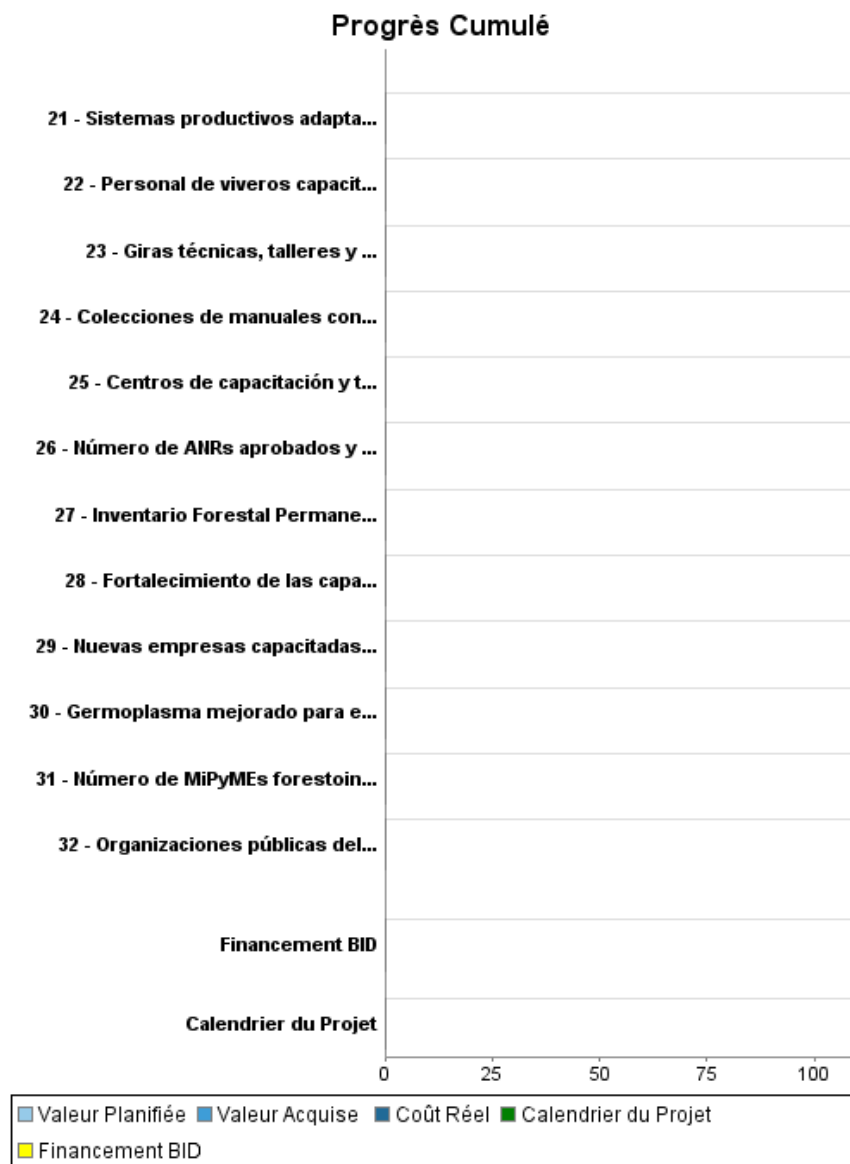 Progrès Cumulé
21 - Sistemas productivos adapta...
22 - Personal de viveros capacit...
23 - Giras técnicas, talleres y ...
24 - Colecciones de manuales con...
25 - Centros de capacitación y t...
26 - Número de ANRs aprobados y ...
27 - Inventario Forestal Permane...
28 - Fortalecimiento de las capa...
29 - Nuevas empresas capacitadas...
30 - Germoplasma mejorado para e...
31 - Número de MiPyMEs forestoin...
32 - Organizaciones públicas del...
Financement BID
Calendrier du Projet
0 25 50 75 100
Valeur Planifiée Valeur Acquise Coût Réel Calendrier du Projet
Financement BID